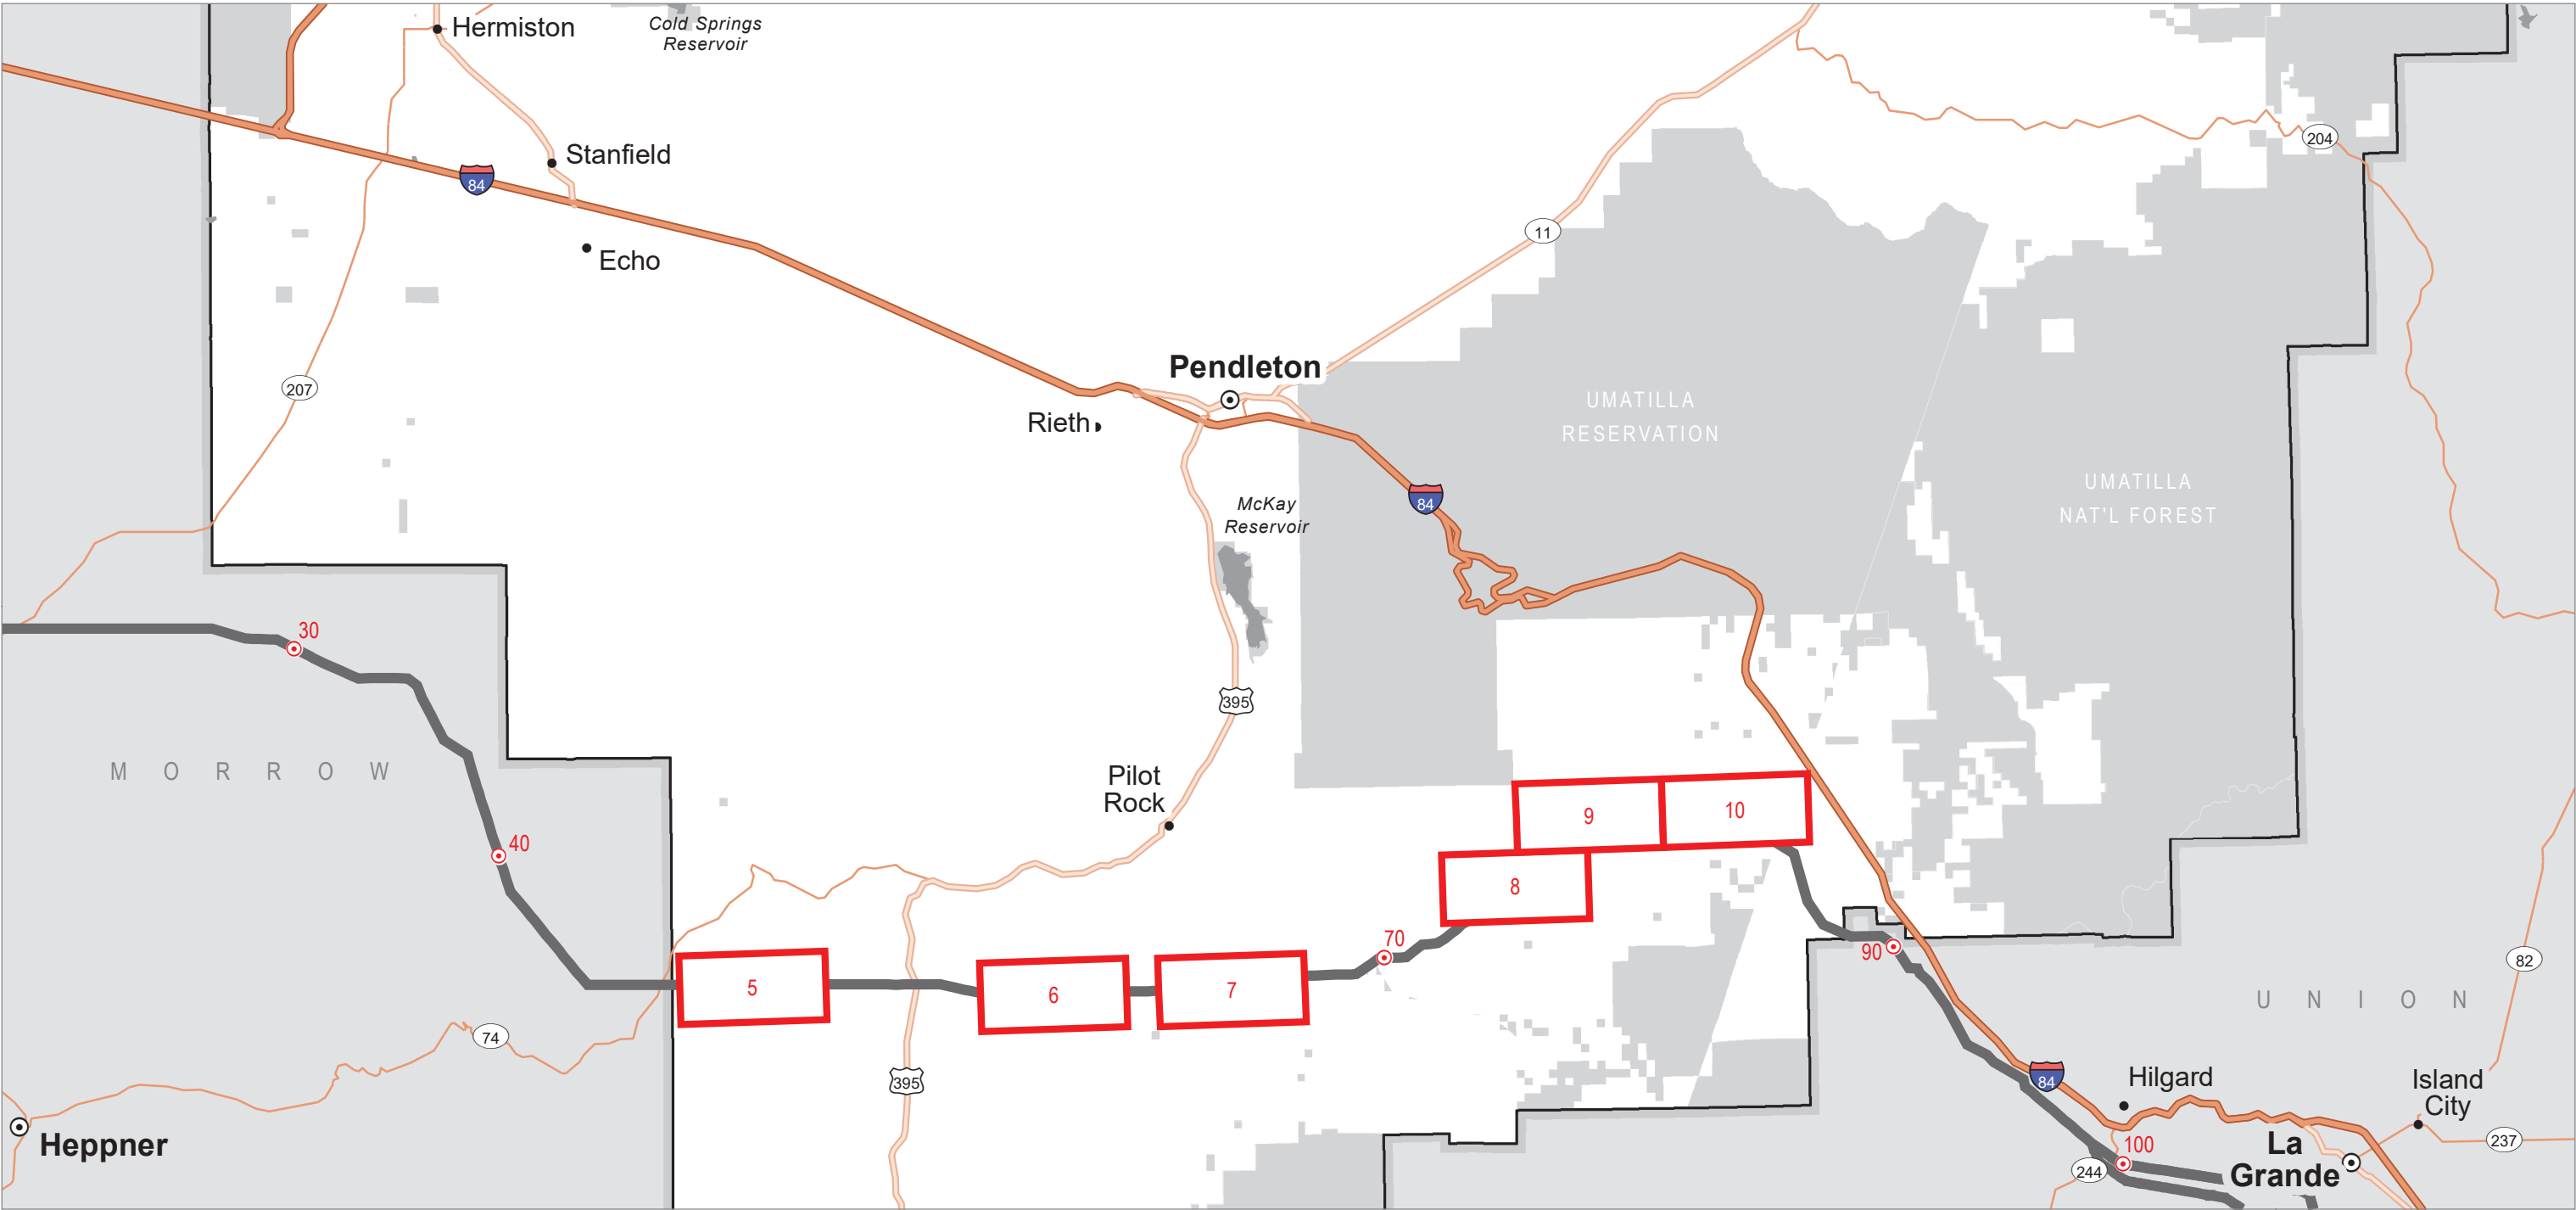 Hermiston
Cold Springs
Reservoir
204
Stanfield
84
11
Echo
Pendleton
207
UMATILLA
RESERVATION
Rieth
UMATILLA
NAT'L FOREST
84
McKay
Reservoir
30
395
M O R R O W
Pilot
Rock
40
9
10
8
70
90
82
5
6
7
U N I O N
74
395
84
Hilgard
Island
City
Heppner
100
237
244
La
Grande